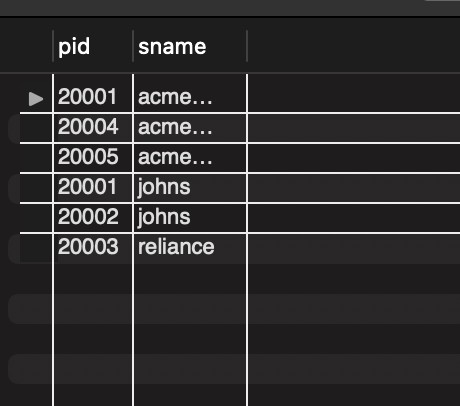 pid sname
20001 acme...
20004 acme...
20005 acme...
20001 johns
20002 johns
20003 reliance